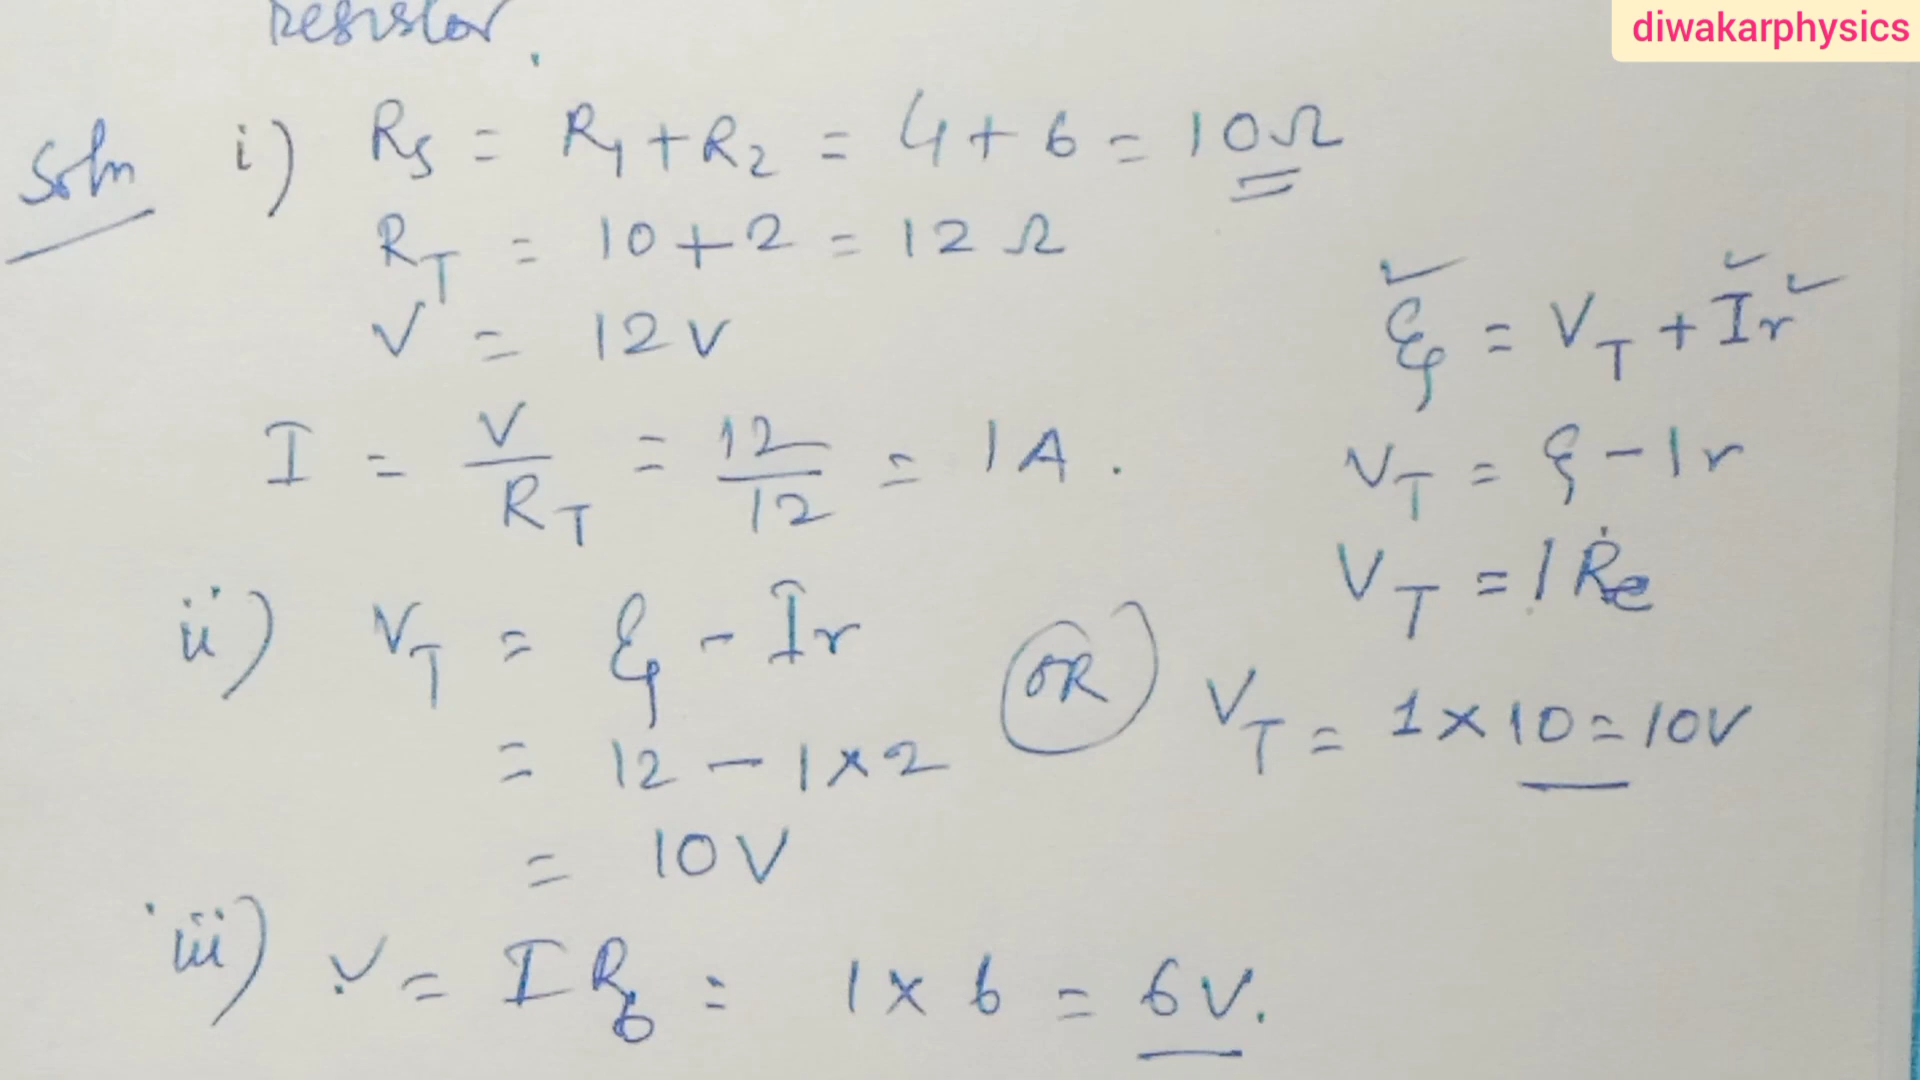 diwakarphysics
Resistor.
Soln i) Rs = R1 + R2 = 4 + 6 = 10Ω
RT = 10 + 2 = 12 Ω
V = 12 V
I = V/RT = 12/12 = 1A.
ξ = VT + Ir
VT = ξ - Ir
VT = IRe
ii) VT = ξ - Ir
= 12 - 1 × 2
= 10V
OR
VT = 1 × 10 = 10V
iii) V = I R6 = 1 × 6 = 6V.